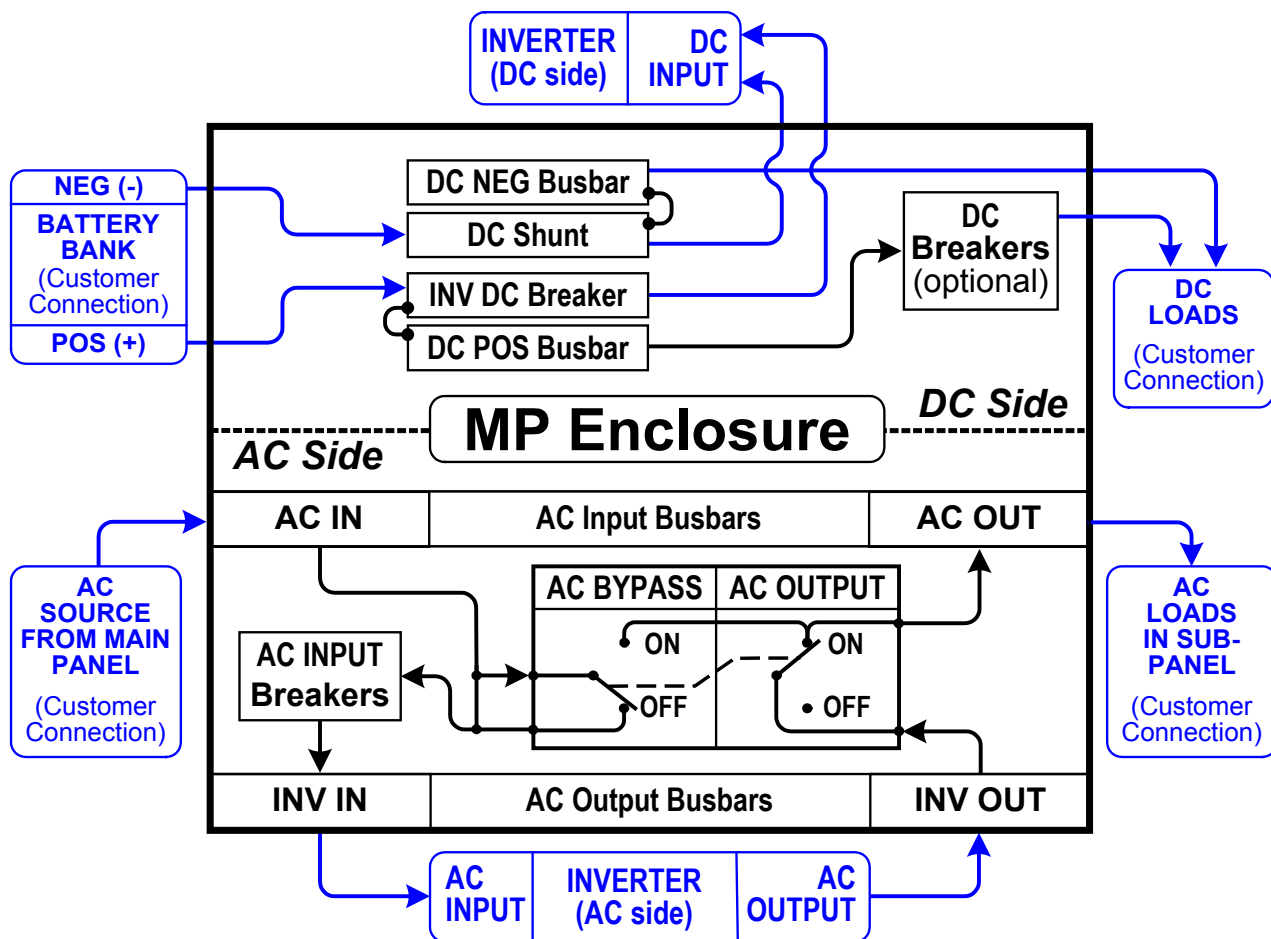 INVERTER
(DC side)
DC
INPUT
NEG (-)
BATTERY
BANK
(Customer
Connection)
POS (+)
DC NEG Busbar
DC Shunt
INV DC Breaker
DC POS Busbar
DC
Breakers
(optional)
DC
LOADS
(Customer
Connection)
MP Enclosure
DC Side
AC Side
AC IN
AC Input Busbars
AC OUT
AC
SOURCE
FROM MAIN
PANEL
(Customer
Connection)
AC INPUT
Breakers
AC BYPASS
ON
OFF
AC OUTPUT
ON
OFF
AC
LOADS
IN SUB-
PANEL
(Customer
Connection)
INV IN
AC Output Busbars
INV OUT
AC
INPUT
INVERTER
(AC side)
AC
OUTPUT